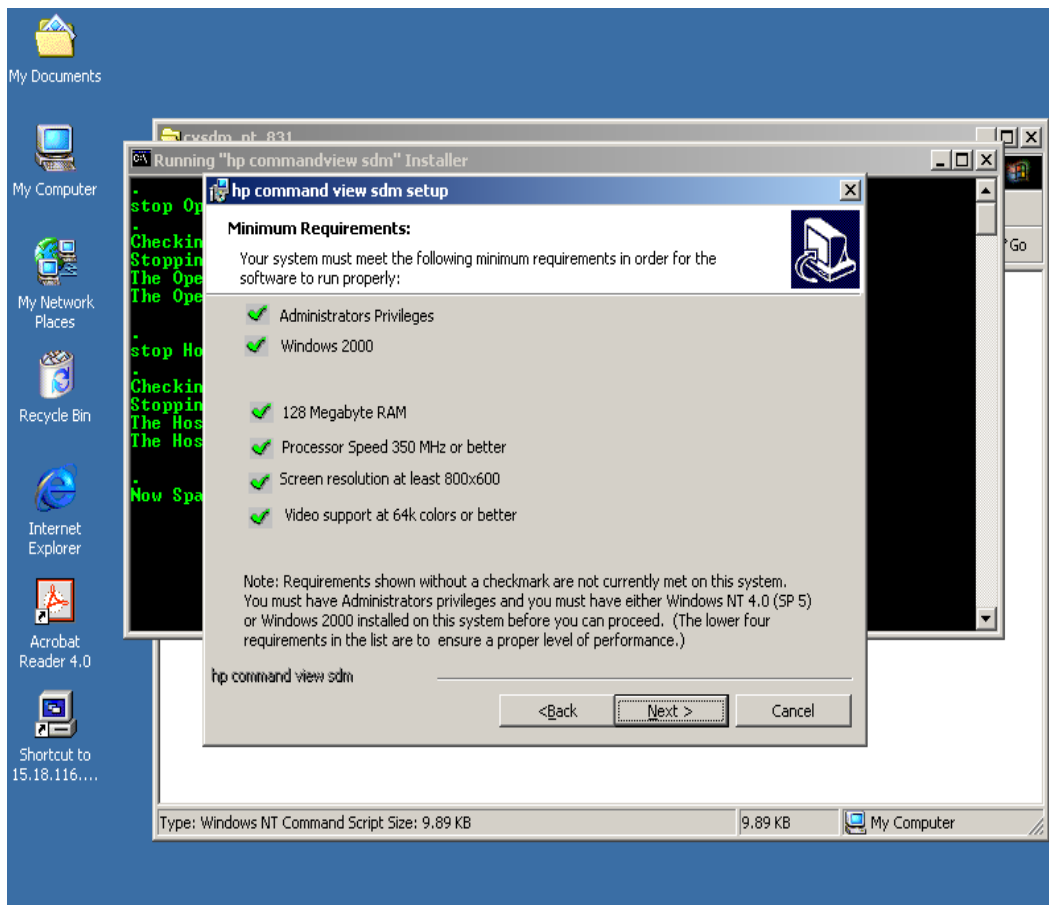 My Documents
My Computer
My Network
Places
Recycle Bin
Internet
Explorer
Acrobat
Reader 4.0
Shortcut to
15.18.116....
cvsdm_nt_831
Go
Running "hp commandview sdm" Installer
.
stop Op
.
Checkin
Stoppin
The Ope
The Ope
.
stop Ho
.
Checkin
Stoppin
The Hos
The Hos
.
Now Spa
hp command view sdm setup
Minimum Requirements:
Your system must meet the following minimum requirements in order for the
software to run properly:
Administrators Privileges
Windows 2000
128 Megabyte RAM
Processor Speed 350 MHz or better
Screen resolution at least 800x600
Video support at 64k colors or better
Note: Requirements shown without a checkmark are not currently met on this system.
You must have Administrators privileges and you must have either Windows NT 4.0 (SP 5)
or Windows 2000 installed on this system before you can proceed. (The lower four
requirements in the list are to ensure a proper level of performance.)
hp command view sdm
<Back
Next >
Cancel
Type: Windows NT Command Script Size: 9.89 KB
9.89 KB
My Computer